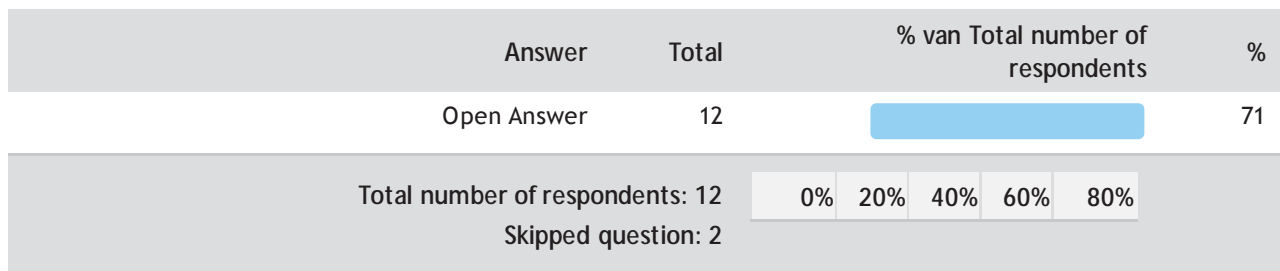 Answer Total % van Total number of
respondents %
Open Answer 12 71
Total number of respondents: 12 0% 20% 40% 60% 80%
Skipped question: 2